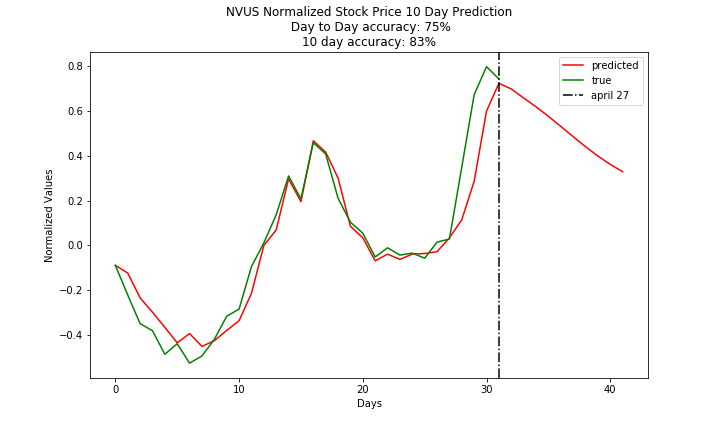 NVUS Normalized Stock Price 10 Day Prediction
Day to Day accuracy: 75%
10 day accuracy: 83%
predicted
true
april 27
0.8
0.6
0.4
0.2
0.0
−0.2
−0.4
Normalized Values
0 10 20 30 40
Days